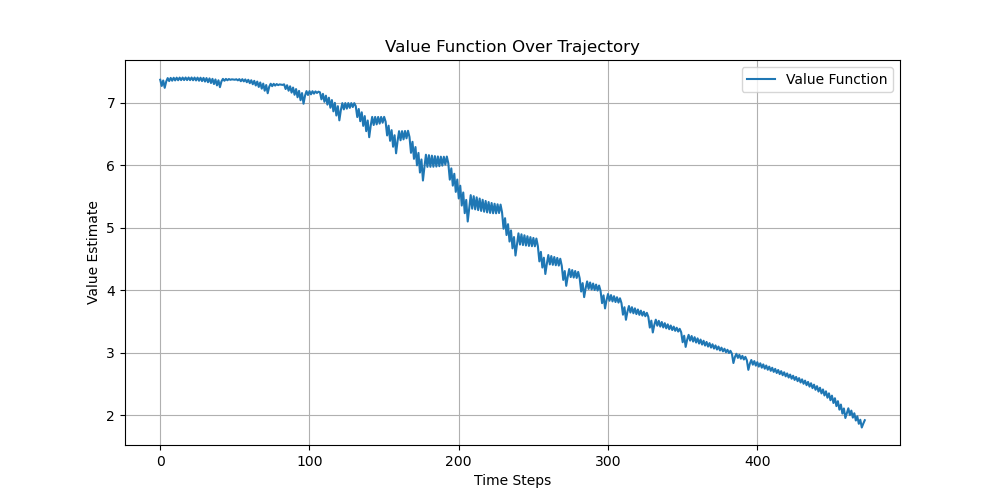 Value Function Over Trajectory
Value Function
7
6
5
4
3
2
Value Estimate
0 100 200 300 400
Time Steps